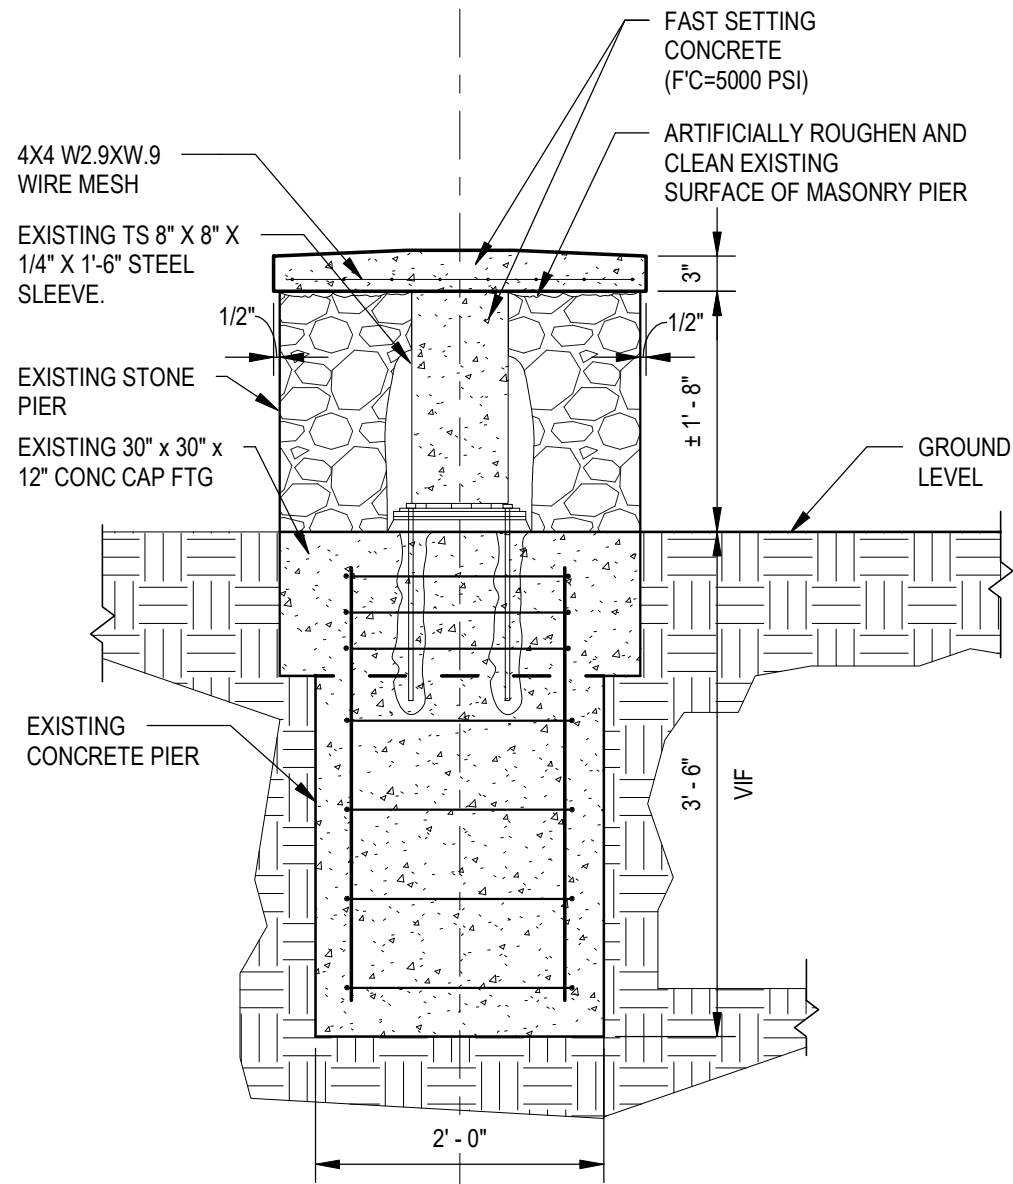 FAST SETTING
CONCRETE
(F'C=5000 PSI)
ARTIFICIALLY ROUGHEN AND
CLEAN EXISTING
SURFACE OF MASONRY PIER
4X4 W2.9XW.9
WIRE MESH
EXISTING TS 8" X 8" X
1/4" X 1'-6" STEEL
SLEEVE.
3"
1/2"
1/2"
EXISTING STONE
PIER
± 1' - 8"
EXISTING 30" x 30" x
12" CONC CAP FTG
GROUND
LEVEL
EXISTING
CONCRETE PIER
3' - 6"
VIF
2' - 0"